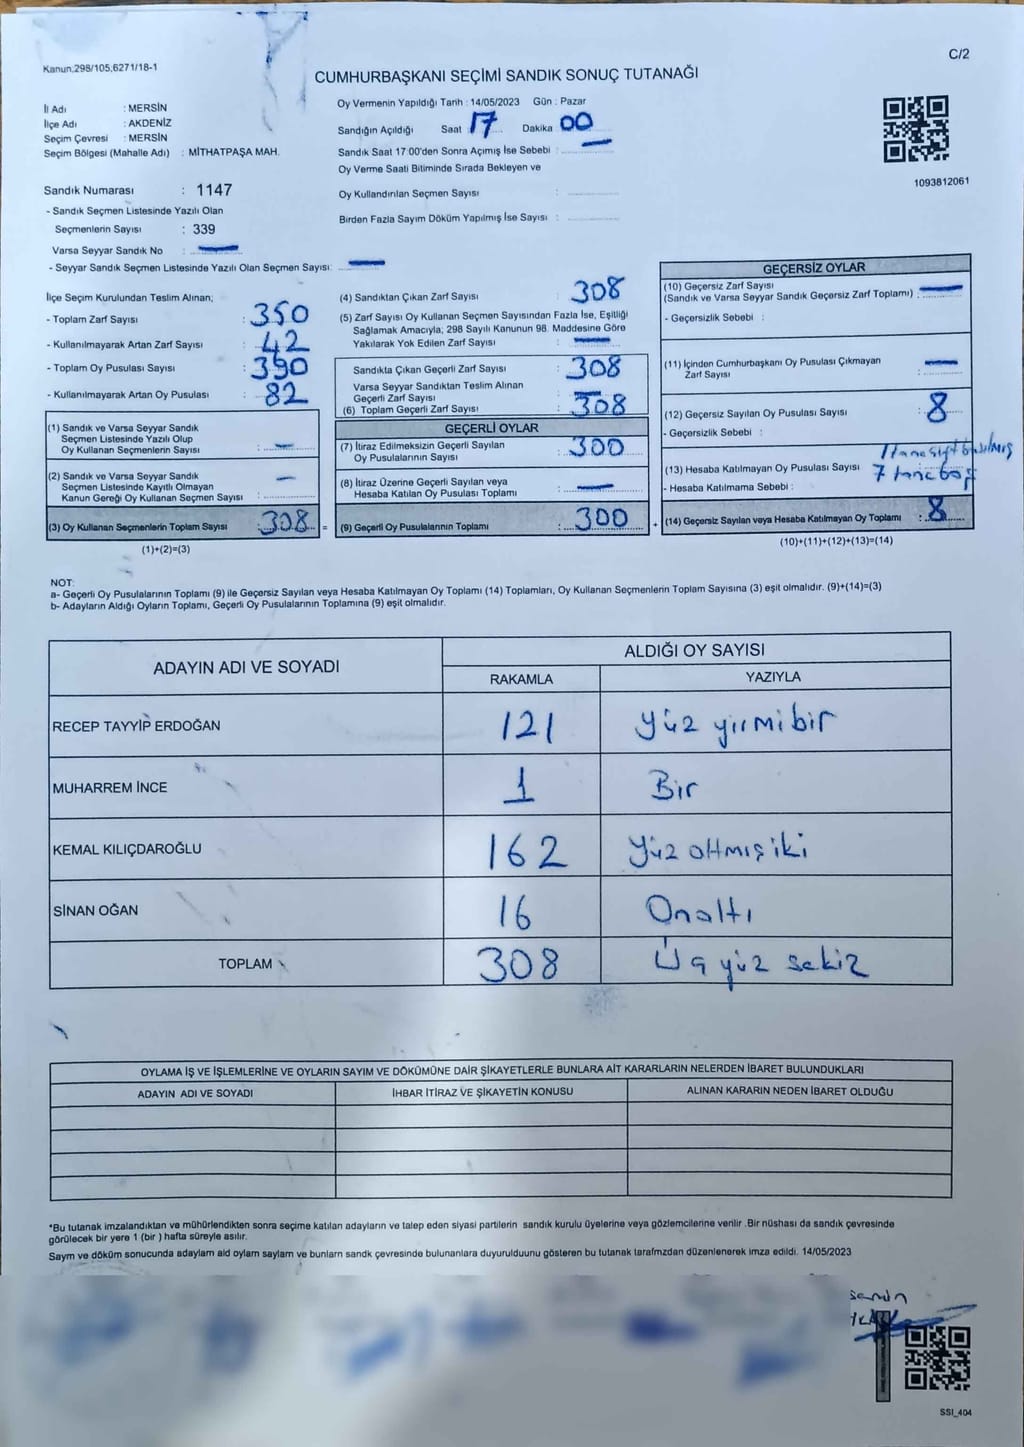 Kanun,298/105,6271/18-1
C/2
CUMHURBAŞKANI SEÇİMİ SANDIK SONUÇ TUTANAĞI
İl Adı : MERSİN
İlçe Adı : AKDENİZ
Seçim Çevresi : MERSİN
Seçim Bölgesi (Mahalle Adı) : MİTHATPAŞA MAH.
Oy Vermenin Yapıldığı Tarih : 14/05/2023 Gün : Pazar
Sandığın Açıldığı Saat : 17 Dakika : 00
Sandık Saat 17:00'den Sonra Açımış İse Sebebi :
Oy Verme Saati Bitiminde Sırada Bekleyen ve
Oy Kullandırılan Seçmen Sayısı :
Birden Fazla Sayım Döküm Yapılmış İse Sayısı :
1093812061
Sandık Numarası : 1147
- Sandık Seçmen Listesinde Yazılı Olan
Seçmenlerin Sayısı : 339
Varsa Seyyar Sandık No :
- Seyyar Sandık Seçmen Listesinde Yazılı Olan Seçmen Sayısı:
İlçe Seçim Kurulundan Teslim Alınan;
- Toplam Zarf Sayısı : 350
- Kullanılmayarak Artan Zarf Sayısı : 42
- Toplam Oy Pusulası Sayısı : 390
- Kullanılmayarak Artan Oy Pusulası : 82
(1) Sandık ve Varsa Seyyar Sandık
Seçmen Listesinde Yazılı Olup
Oy Kullanan Seçmenlerin Sayısı : -
(2) Sandık ve Varsa Seyyar Sandık
Seçmen Listesinde Kayıtlı Olmayan
Kanun Gereği Oy Kullanan Seçmen Sayısı : -
(3) Oy Kullanan Seçmenlerin Toplam Sayısı : 308 =
(1)+(2)=(3)
(4) Sandıktan Çıkan Zarf Sayısı : 308
(5) Zarf Sayısı Oy Kullanan Seçmen Sayısından Fazla İse, Eşitliği
Sağlamak Amacıyla; 298 Sayılı Kanunun 98. Maddesine Göre
Yakılarak Yok Edilen Zarf Sayısı :
Sandıkta Çıkan Geçerli Zarf Sayısı : 308
Varsa Seyyar Sandıktan Teslim Alınan
Geçerli Zarf Sayısı :
(6) Toplam Geçerli Zarf Sayısı : 308
GEÇERLİ OYLAR
(7) İtiraz Edilmeksizin Geçerli Sayılan
Oy Pusulalarının Sayısı : 300
(8) İtiraz Üzerine Geçerli Sayılan veya
Hesaba Katılan Oy Pusulası Toplamı :
(9) Geçerli Oy Pusulalarının Toplamı : 300 +
GEÇERSİZ OYLAR
(10) Geçersiz Zarf Sayısı
(Sandık ve Varsa Seyyar Sandık Geçersiz Zarf Toplamı) :
- Geçersizlik Sebebi :
(11) İçinden Cumhurbaşkanı Oy Pusulası Çıkmayan
Zarf Sayısı :
(12) Geçersiz Sayılan Oy Pusulası Sayısı : 8
- Geçersizlik Sebebi :
1 tane çift basılmış
(13) Hesaba Katılmayan Oy Pusulası Sayısı : 7 tane boş
- Hesaba Katılmama Sebebi :
(14) Geçersiz Sayılan veya Hesaba Katılmayan Oy Toplamı : 8
(10)+(11)+(12)+(13)=(14)
NOT:
a- Geçerli Oy Pusulalarının Toplamı (9) ile Geçersiz Sayılan veya Hesaba Katılmayan Oy Toplamı (14) Toplamları, Oy Kullanan Seçmenlerin Toplam Sayısına (3) eşit olmalıdır. (9)+(14)=(3)
b- Adayların Aldığı Oyların Toplamı, Geçerli Oy Pusulalarının Toplamına (9) eşit olmalıdır.
ADAYIN ADI VE SOYADI
ALDIĞI OY SAYISI
RAKAMLA YAZIYLA
RECEP TAYYİP ERDOĞAN 121 Yüz yirmibir
MUHARREM İNCE 1 Bir
KEMAL KILIÇDAROĞLU 162 Yüz altmış iki
SİNAN OĞAN 16 Onaltı
TOPLAM 308 Üç yüz sekiz
OYLAMA İŞ VE İŞLEMLERİNE VE OYLARIN SAYIM VE DÖKÜMÜNE DAİR ŞİKAYETLERLE BUNLARA AİT KARARLARIN NELERDEN İBARET BULUNDUKLARI
ADAYIN ADI VE SOYADI İHBAR İTİRAZ VE ŞİKAYETİN KONUSU ALINAN KARARIN NEDEN İBARET OLDUĞU
*Bu tutanak imzalandıktan ve mühürlendikten sonra seçime katılan adayların ve talep eden siyasi partilerin sandık kurulu üyelerine veya gözlemcilerine verilir .Bir nüshası da sandık çevresinde
görülecek bir yere 1 (bir ) hafta süreyle asılır.
Sayım ve döküm sonucunda adaylam ald oylam saylam ve bunlarn sandk çevresinde bulunanlara duyurulduunu gösteren bu tutanak tarafmzdan düzenlenerek imza edildi. 14/05/2023
SSI_404